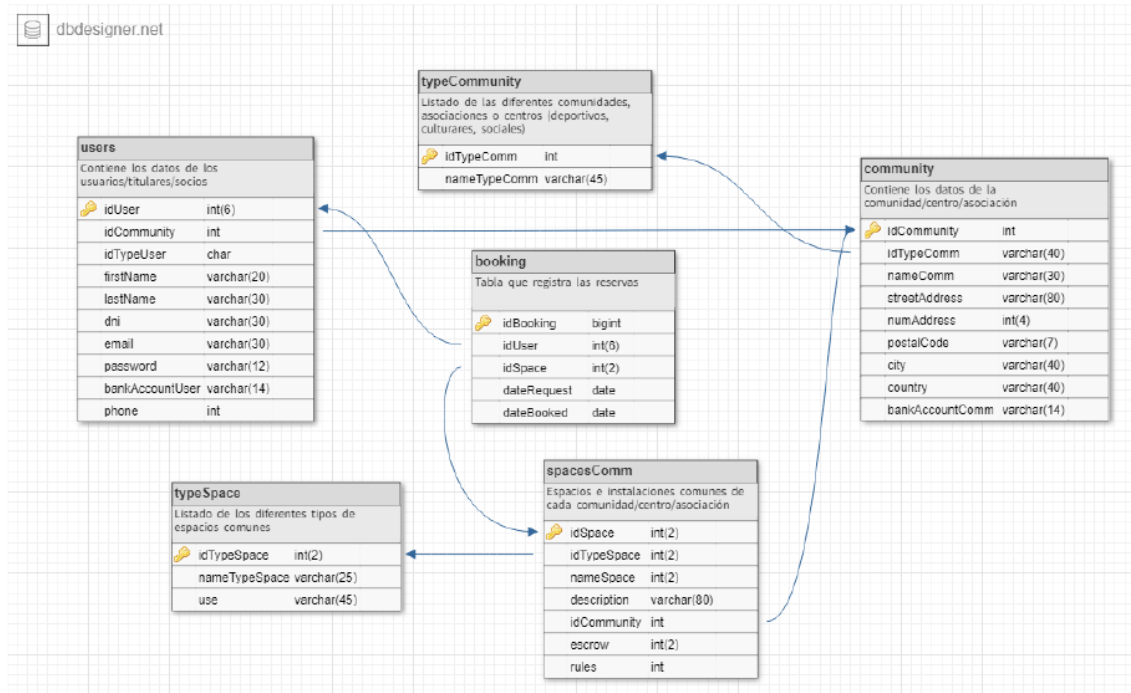 dbdesigner.net
typeCommunity
Listado de las diferentes comunidades,
asociaciones o centros (deportivos,
culturares, sociales)
idTypeComm int
nameTypeComm varchar(45)
users
Contiene los datos de los
usuarios/titulares/socios
idUser int(6)
idCommunity int
idTypeUser char
firstName varchar(20)
lastName varchar(30)
dni varchar(30)
email varchar(30)
password varchar(12)
bankAccountUser varchar(14)
phone int
community
Contiene los datos de la
comunidad/centro/asociación
idCommunity int
idTypeComm varchar(40)
nameComm varchar(30)
streetAddress varchar(80)
numAddress int(4)
postalCode varchar(7)
city varchar(40)
country varchar(40)
bankAccountComm varchar(14)
booking
Tabla que registra las reservas
idBooking bigint
idUser int(6)
idSpace int(2)
dateRequest date
dateBooked date
typeSpace
Listado de los diferentes tipos de
espacios comunes
idTypeSpace int(2)
nameTypeSpace varchar(25)
use varchar(45)
spacesComm
Espacios e instalaciones comunes de
cada comunidad/centro/asociación
idSpace int(2)
idTypeSpace int(2)
nameSpace int(2)
description varchar(80)
idCommunity int
escrow int(2)
rules int